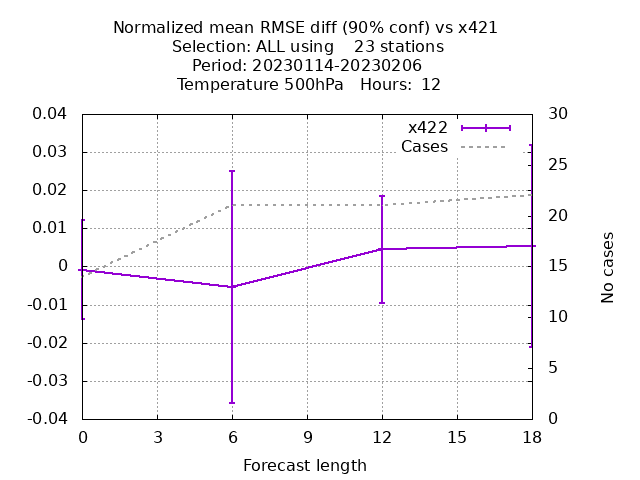 Normalized mean RMSE diff (90% conf) vs x421
Selection: ALL using    23 stations
Period: 20230114-20230206
Temperature 500hPa   Hours:  12
x422
Cases
0.04
0.03
0.02
0.01
0
-0.01
-0.02
-0.03
-0.04
30
25
20
15
10
5
0
No cases
0 3 6 9 12 15 18
Forecast length